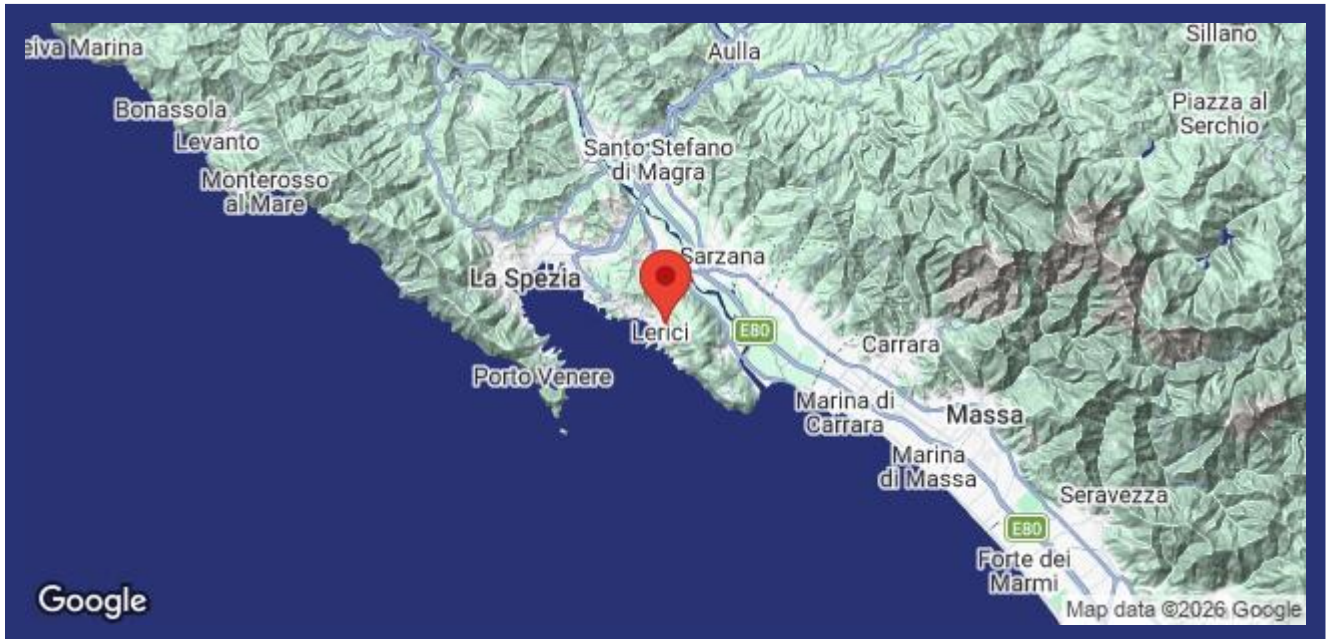 eiva Marina
Aulla
Sillano
Bonassola
Piazza al
Serchio
Levanto
Santo Stefano
di Magra
Monterosso
al Mare
Sarzana
La Spezia
Lerici
E80
Carrara
Porto Venere
Marina di
Carrara
Massa
Marina
di Massa
Seravezza
E80
Forte dei
Marmi
Google
Map data ©2026 Google